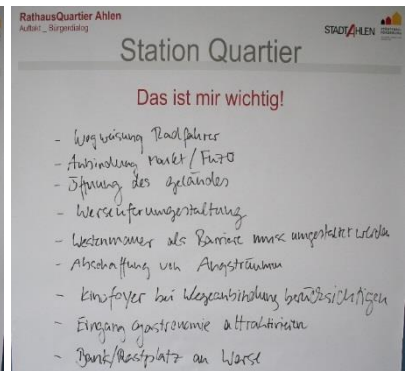 RathausQuartier Ahlen
Auftakt _ Bürgerdialog
STADT AHLEN
Station Quartier
Das ist mir wichtig!
- Wegweisung Radfahrer
- Anbindung Markt / FuZo
- Öffnung des Geländes
- Werseuferumgestaltung
- Westenmauer als Barriere muss umgestaltet werden
- Abschaffung von Angsträumen
- Kinofoyer bei Wegeanbindung berücksichtigen
- Eingang Gastronomie attraktivieren
- Bank/Rastplatz an Werse